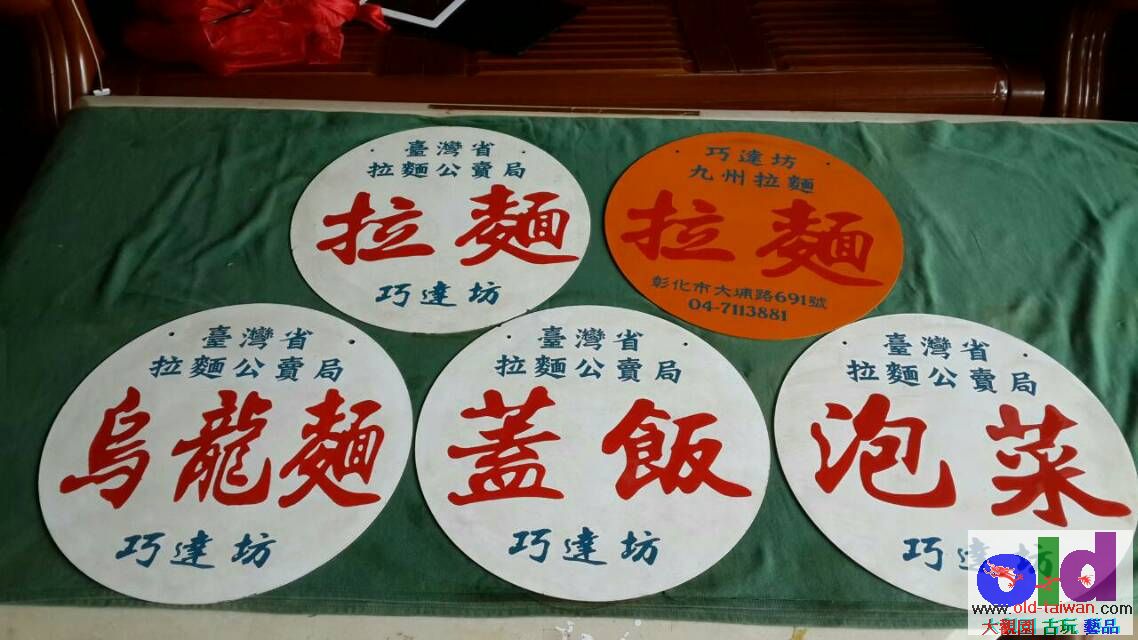 臺灣省
拉麵公賣局
拉麵
巧達坊
巧達坊
九州拉麵
拉麵
彰化市大埔路691號
04-7113881
臺灣省
拉麵公賣局
烏龍麵
巧達坊
臺灣省
拉麵公賣局
蓋飯
巧達坊
臺灣省
拉麵公賣局
泡菜
巧達坊
old
www.old-taiwan.com
大觀園 古玩 藝品